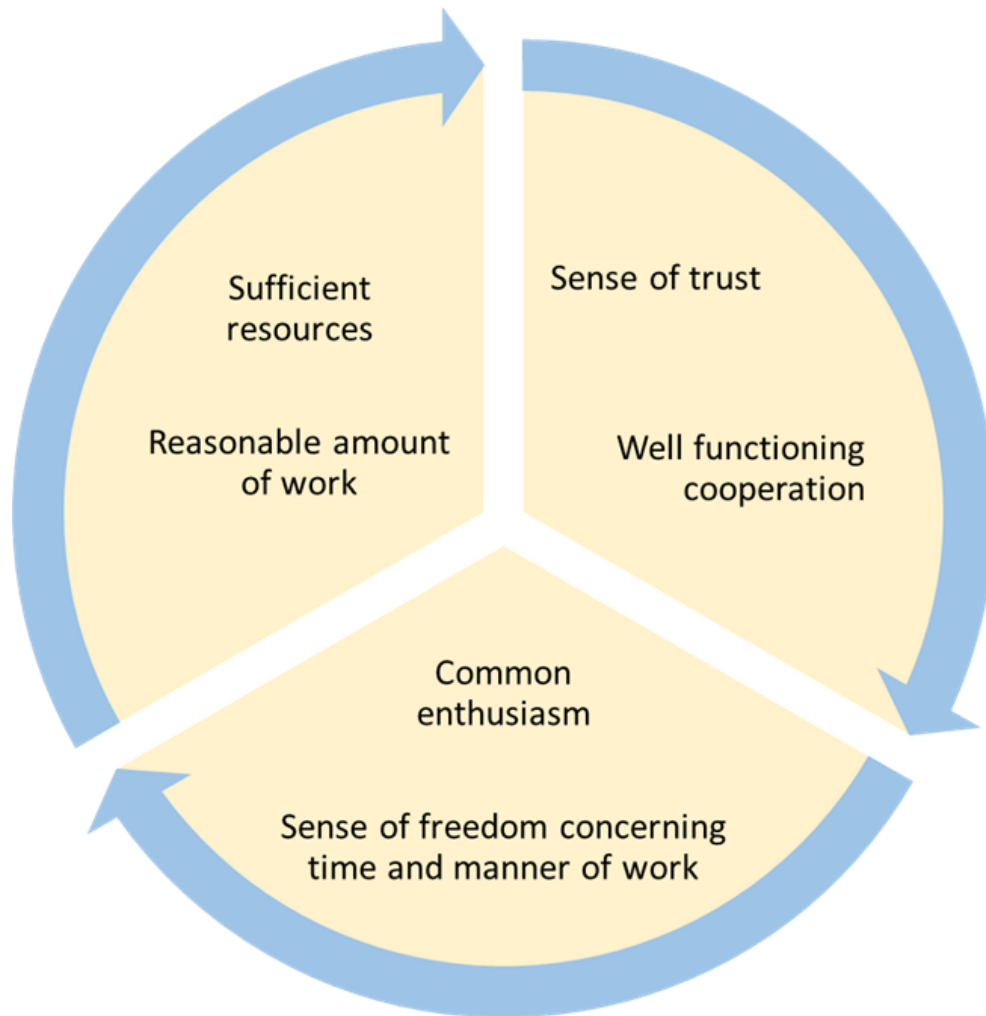 Sufficient
resources
Reasonable amount
of work
Sense of trust
Well functioning
cooperation
Common
enthusiasm
Sense of freedom concerning
time and manner of work